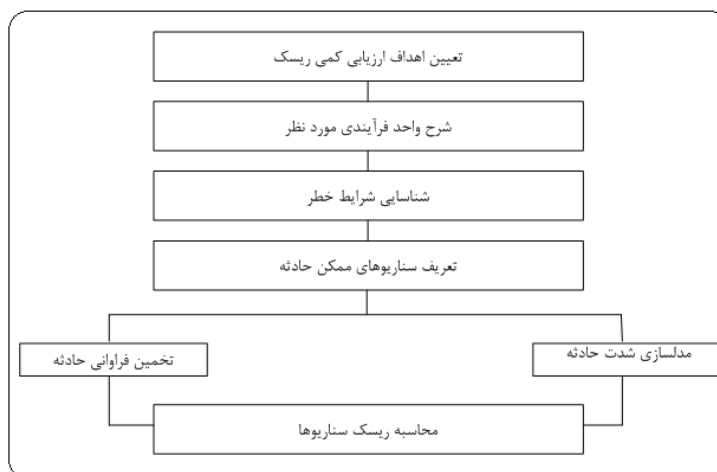 تعیین اهداف ارزیابی کمی ریسک
شرح واحد فرآیندی مورد نظر
شناسایی شرایط خطر
تعریف سناریوهای ممکن حادثه
مدلسازی شدت حادثه
تخمین فراوانی حادثه
محاسبه ریسک سناریوها